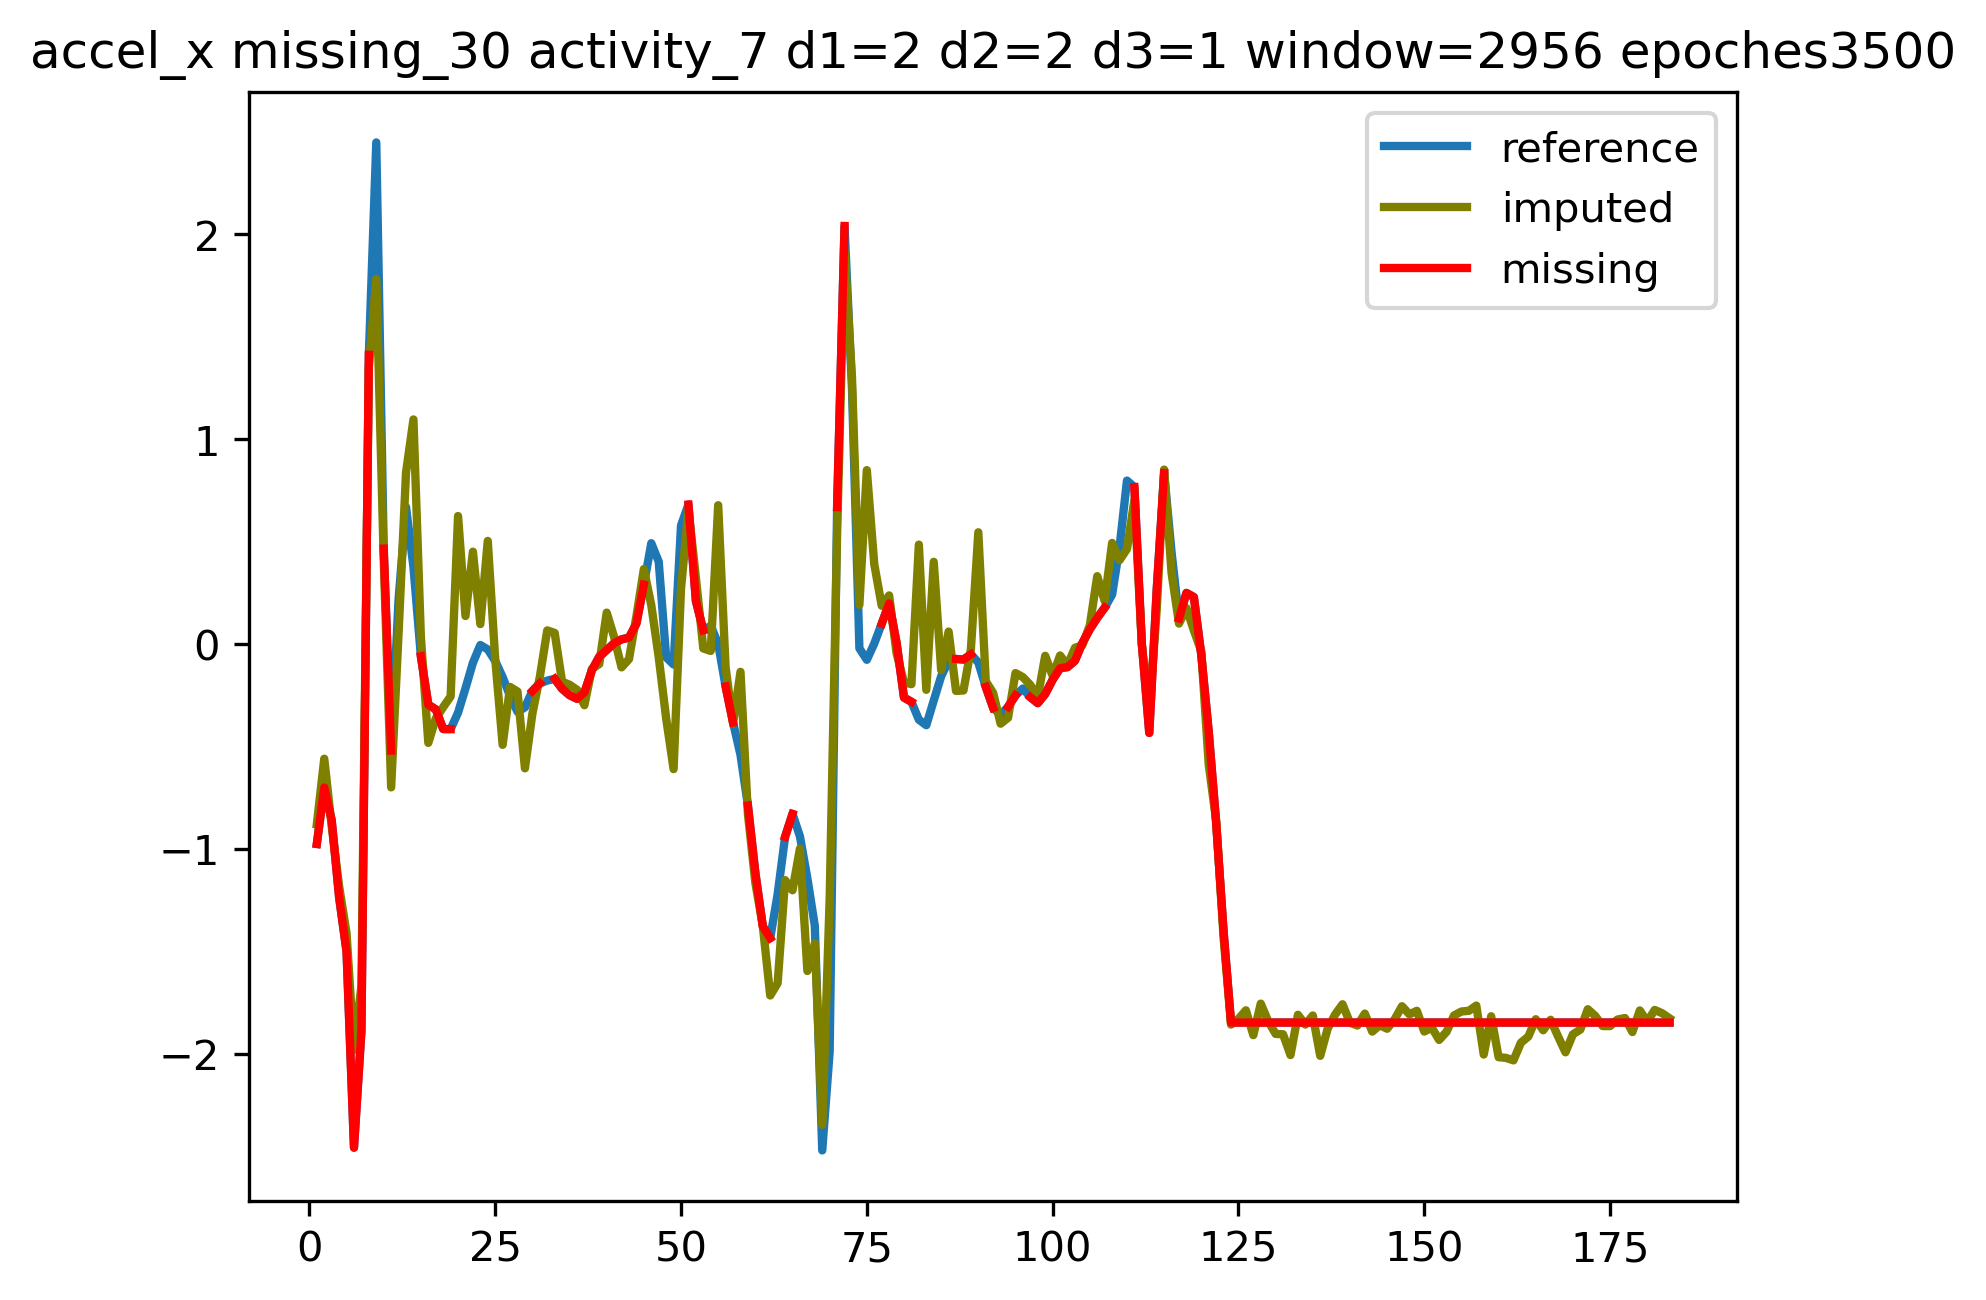 accel_x missing_30 activity_7 d1=2 d2=2 d3=1 window=2956 epoches3500
reference
imputed
missing
2
1
0
−1
−2
0 25 50 75 100 125 150 175